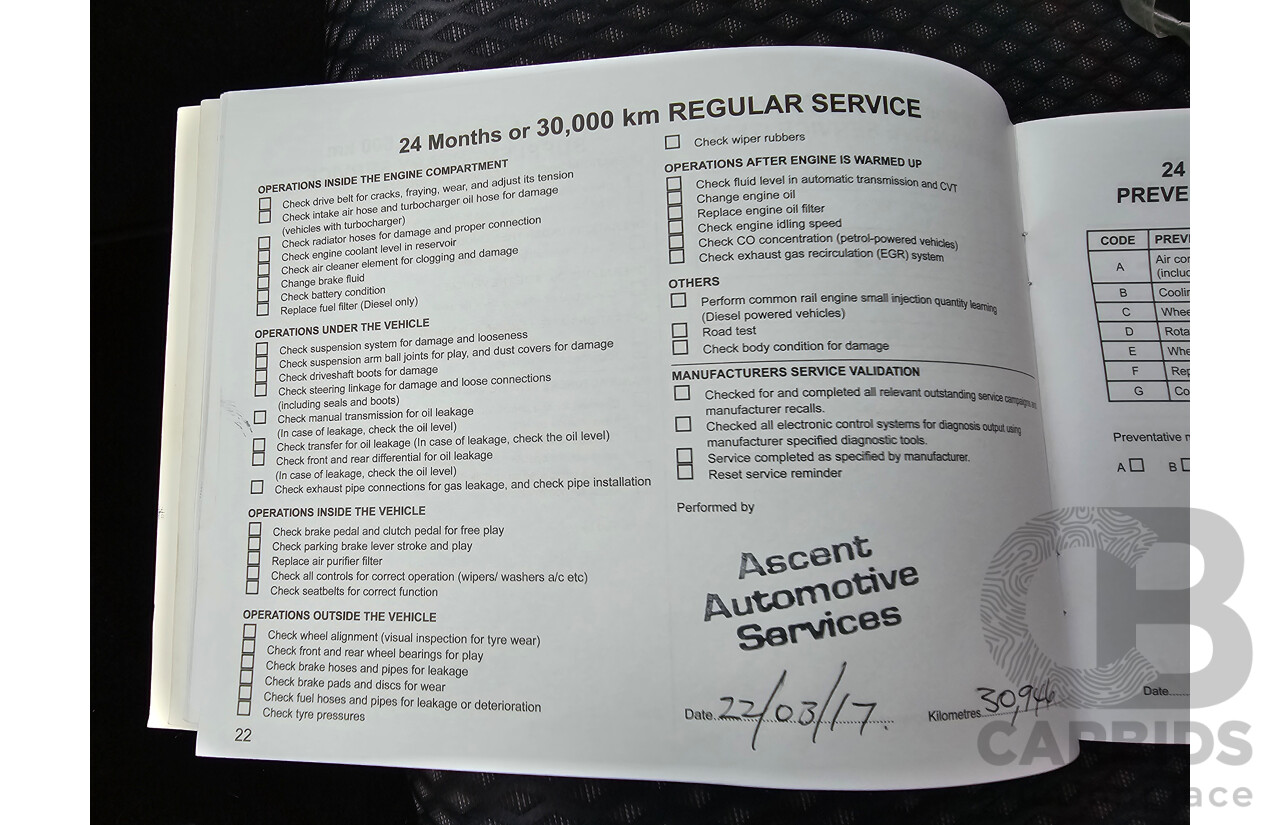 24 Months or 30,000 km REGULAR SERVICE
OPERATIONS INSIDE THE ENGINE COMPARTMENT
Check drive belt for cracks, fraying, wear, and adjust its tension
Check intake air hose and turbocharger oil hose for damage
(vehicles with turbocharger)
Check radiator hoses for damage and proper connection
Check engine coolant level in reservoir
Check air cleaner element for clogging and damage
Change brake fluid
Check battery condition
Replace fuel filter (Diesel only)
OPERATIONS UNDER THE VEHICLE
Check suspension system for damage and looseness
Check suspension arm ball joints for play, and dust covers for damage
Check driveshaft boots for damage
Check steering linkage for damage and loose connections
(including seals and boots)
Check manual transmission for oil leakage
(In case of leakage, check the oil level)
Check transfer for oil leakage (In case of leakage, check the oil level)
Check front and rear differential for oil leakage
(In case of leakage, check the oil level)
Check exhaust pipe connections for gas leakage, and check pipe installation
OPERATIONS INSIDE THE VEHICLE
Check brake pedal and clutch pedal for free play
Check parking brake lever stroke and play
Replace air purifier filter
Check all controls for correct operation (wipers/ washers a/c etc)
Check seatbelts for correct function
OPERATIONS OUTSIDE THE VEHICLE
Check wheel alignment (visual inspection for tyre wear)
Check front and rear wheel bearings for play
Check brake hoses and pipes for leakage
Check brake pads and discs for wear
Check fuel hoses and pipes for leakage or deterioration
Check tyre pressures
22
Check wiper rubbers
OPERATIONS AFTER ENGINE IS WARMED UP
Check fluid level in automatic transmission and CVT
Change engine oil
Replace engine oil filter
Check engine idling speed
Check CO concentration (petrol-powered vehicles)
Check exhaust gas recirculation (EGR) system
OTHERS
Perform common rail engine small injection quantity learning
(Diesel powered vehicles)
Road test
Check body condition for damage
MANUFACTURERS SERVICE VALIDATION
Checked for and completed all relevant outstanding service campaigns
manufacturer recalls.
Checked all electronic control systems for diagnosis output using
manufacturer specified diagnostic tools.
Service completed as specified by manufacturer.
Reset service reminder
Performed by
Ascent
Automotive
Services
Date 22/03/17.
Kilometres 30,946
24
PREVE
CODE PREVI
A Air con
(includ
B Coolin
C Whee
D Rota
E Whe
F Rep
G Co
Preventative
A B
Date
CB
CARBIDS
ace